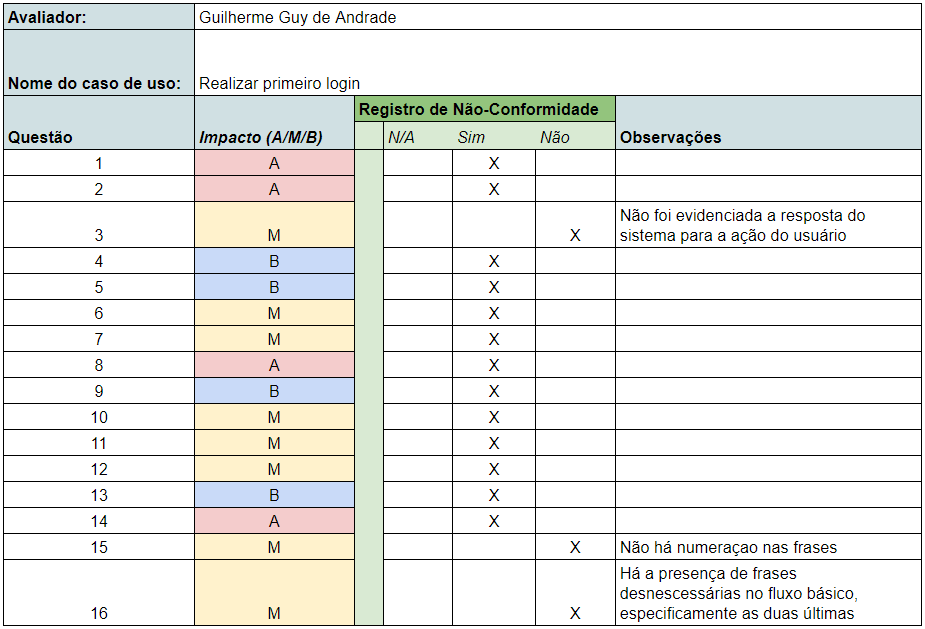 Avaliador: Guilherme Guy de Andrade
Nome do caso de uso: Realizar primeiro login
Registro de Não-Conformidade
Questão Impacto (A/M/B) N/A Sim Não Observações
1 A X
2 A X
Não foi evidenciada a resposta do
3 M X sistema para a ação do usuário
4 B X
5 B X
6 M X
7 M X
8 A X
9 B X
10 M X
11 M X
12 M X
13 B X
14 A X
15 M X Não há numeraçao nas frases
Há a presença de frases
desnescessárias no fluxo básico,
16 M X especificamente as duas últimas